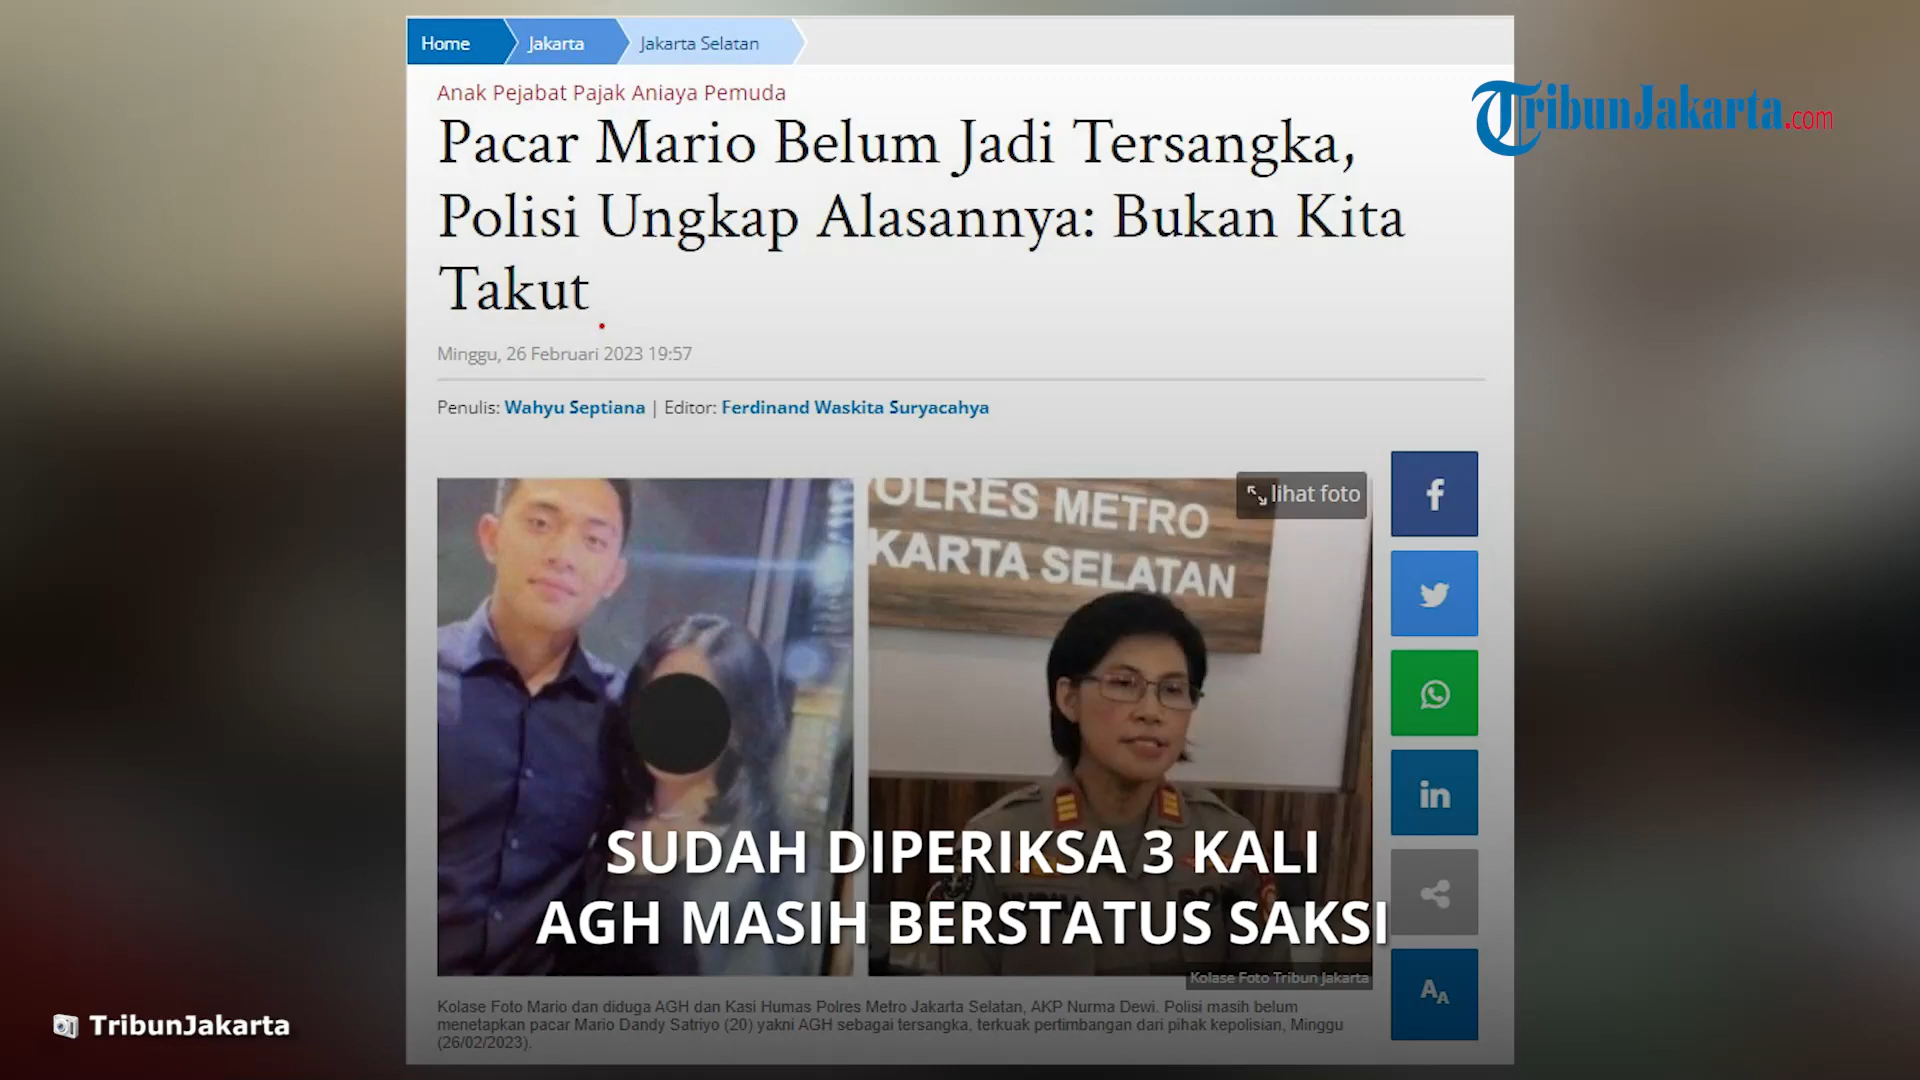 Home
Jakarta
Jakarta Selatan
Anak Pejabat Pajak Aniaya Pemuda
TribunJakarta.com
Pacar Mario Belum Jadi Tersangka,
Polisi Ungkap Alasannya: Bukan Kita
Takut
Minggu, 26 Februari 2023 19:57
Penulis: Wahyu Septiana | Editor: Ferdinand Waskita Suryacahya
lihat foto
POLRES METRO
KARTA SELATAN
SUDAH DIPERIKSA 3 KALI
AGH MASIH BERSTATUS SAKSI
Kolase Foto Tribun Jakarta
Kolase Foto Mario dan diduga AGH dan Kasi Humas Polres Metro Jakarta Selatan, AKP Nurma Dewi. Polisi masih belum
menetapkan pacar Mario Dandy Satriyo (20) yakni AGH sebagai tersangka, terkuak pertimbangan dari pihak kepolisian, Minggu
(26/02/2023).
TribunJakarta